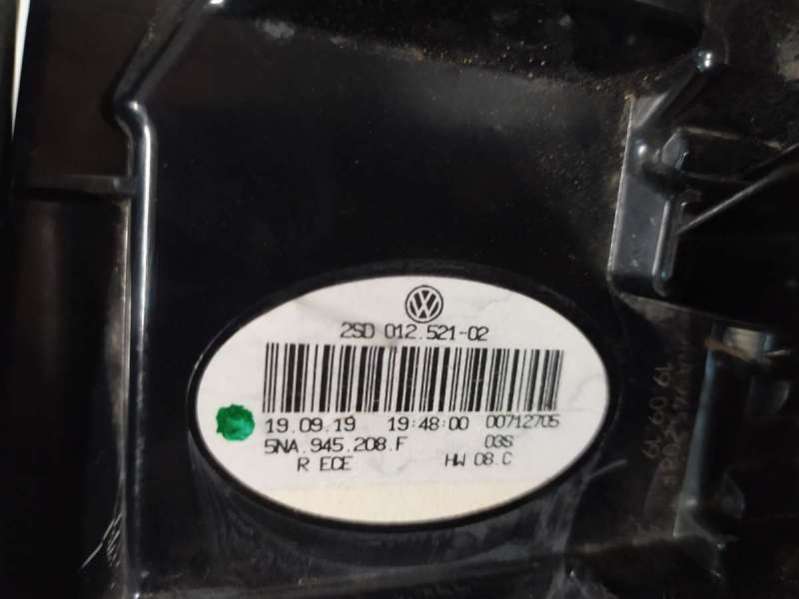 2SD 012.521-02
19.09.19 19:48:00 00712705
5NA.945.208.F 03S
R ECE HW 08.C